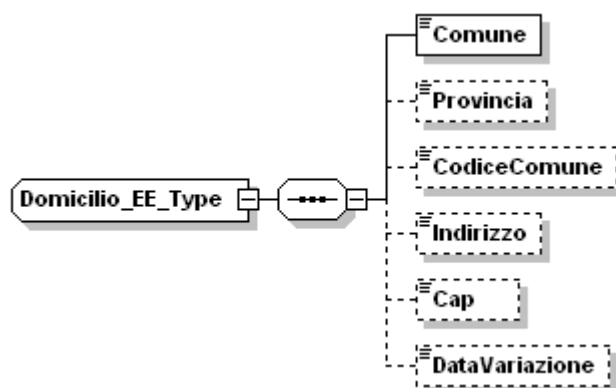 Comune
Provincia
CodiceComune
Domicilio_EE_Type
Indirizzo
Cap
DataVariazione